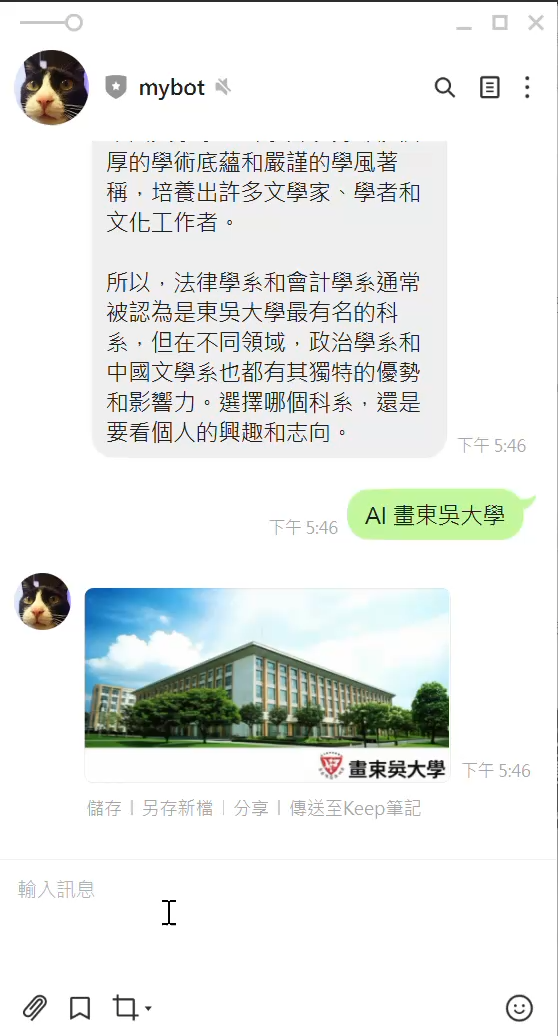 mybot
厚的學術底蘊和嚴謹的學風著
稱，培養出許多文學家、學者和
文化工作者。
所以，法律學系和會計學系通常
被認為是東吳大學最有名的科
系，但在不同領域，政治學系和
中國文學系也都有其獨特的優勢
和影響力。選擇哪個科系，還是
要看個人的興趣和志向。
下午 5:46
AI 畫東吳大學
下午 5:46
畫東吳大學
下午 5:46
儲存 | 另存新檔 | 分享 | 傳送至Keep筆記
輸入訊息